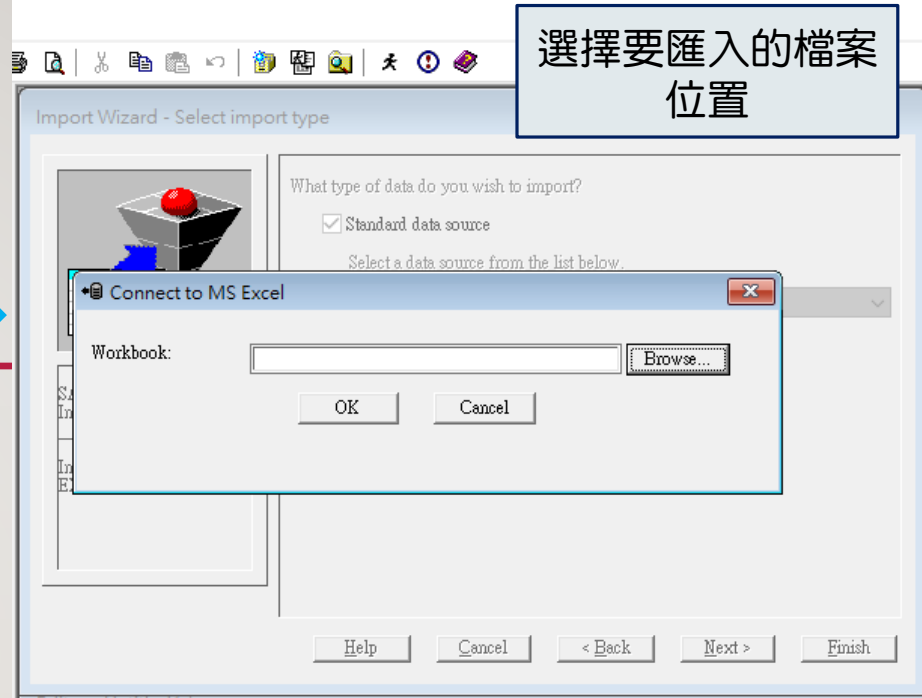 選擇要匯入的檔案
位置
Import Wizard - Select import type
What type of data do you wish to import?
Standard data source
Select a data source from the list below.
Connect to MS Excel
Workbook:
Browse...
OK
Cancel
Help
Cancel
< Back
Next >
Finish